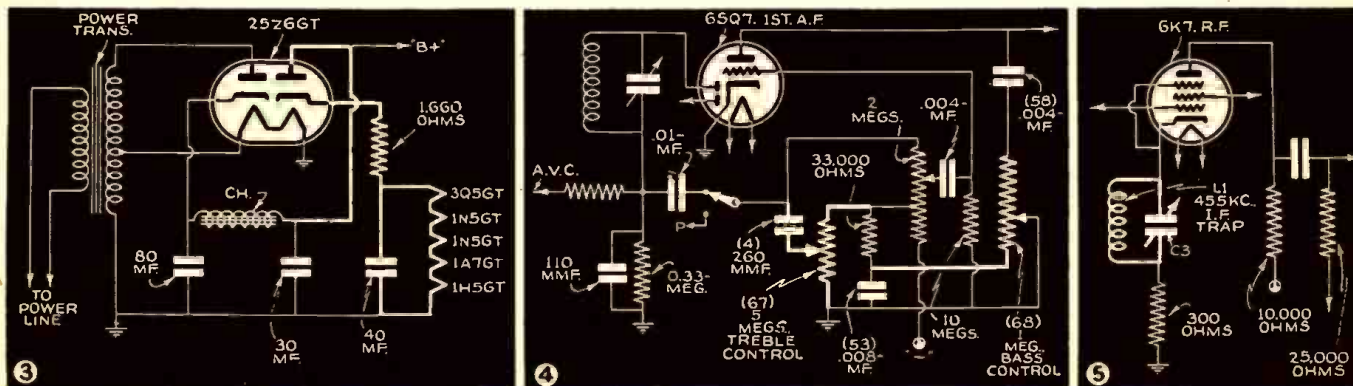 POWER
TRANS.
25Z6GT
"B+"
1,660
OHMS
CH.
3Q5GT
1N5GT
1N5GT
1A7GT
1H5GT
80
MF.
30
MF.
40
MF.
TO
POWER
LINE
3
6SQ7, 1ST. A.F.
2
MEGS.
.004-
MF.
(58)
.004-
MF.
.01-
MF.
33,000
OHMS
A.V.C.
P
110
MMF.
0.33-
MEG.
(4)
260
MMF.
(67)
5
MEGS.,
TREBLE
CONTROL
(53)
.008-
MF.
10
MEGS.
(68)
1
MEG.,
BASS
CONTROL
4
6K7, R.F.
L1
455KC.,
I.F.
TRAP
C3
300
OHMS
10,000
OHMS
25,000
OHMS
5